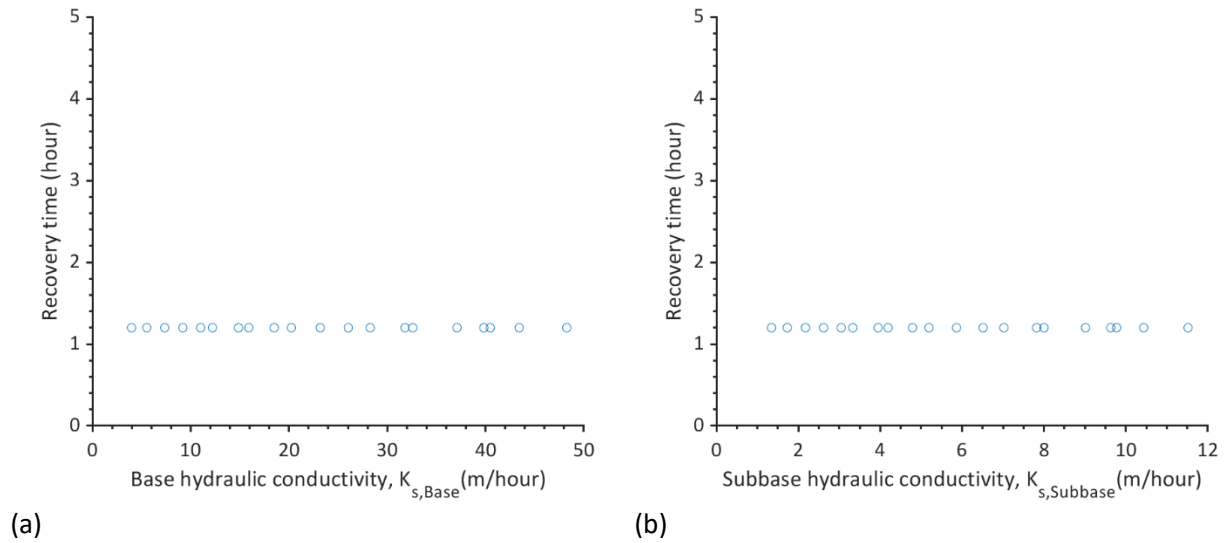 5
4
3
2
1
0
Recovery time (hour)
0 10 20 30 40 50
Base hydraulic conductivity, K s,Base (m/hour)
(a)
5
4
3
2
1
0
Recovery time (hour)
0 2 4 6 8 10 12
Subbase hydraulic conductivity, K s,Subbase (m/hour)
(b)